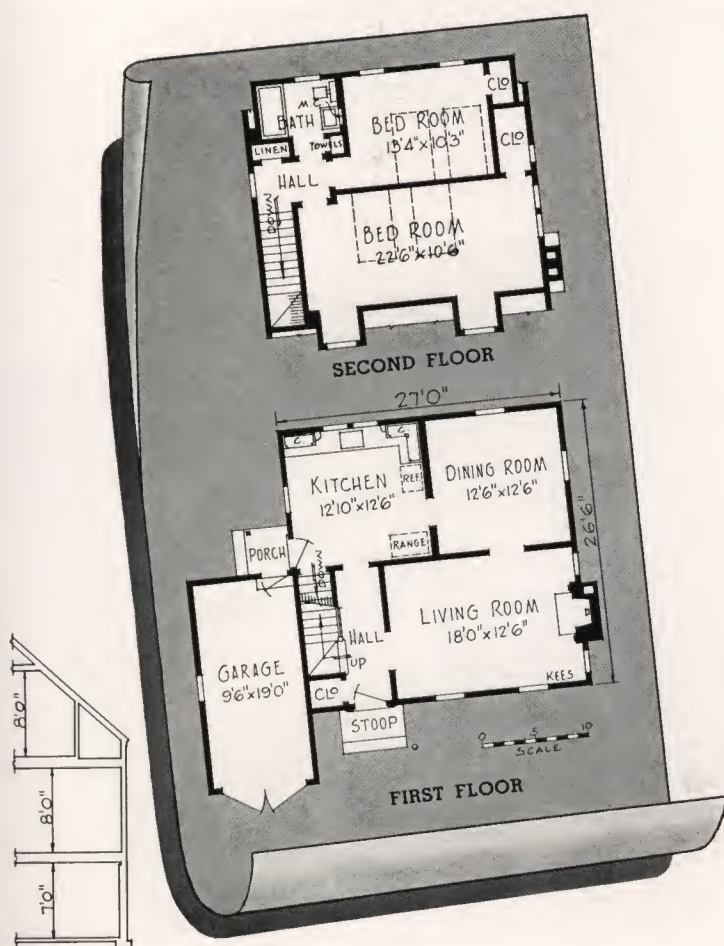 M
BATH
BED ROOM
13'4"x10'3"
CLO
LINEN
TOWELS
CLO
HALL
DOWN
BED ROOM
22'6"x10'6"
SECOND FLOOR
27'0"
C.
C.
KITCHEN
12'10"x12'6"
REF.
DINING ROOM
12'6"x12'6"
26'6"
RANGE
PORCH
DOWN
HALL
LIVING ROOM
18'0"x12'6"
UP
GARAGE
9'6"x19'0"
CLO
KEES
STOOP
0 5 10
SCALE
FIRST FLOOR
8'0"
8'0"
7'0"